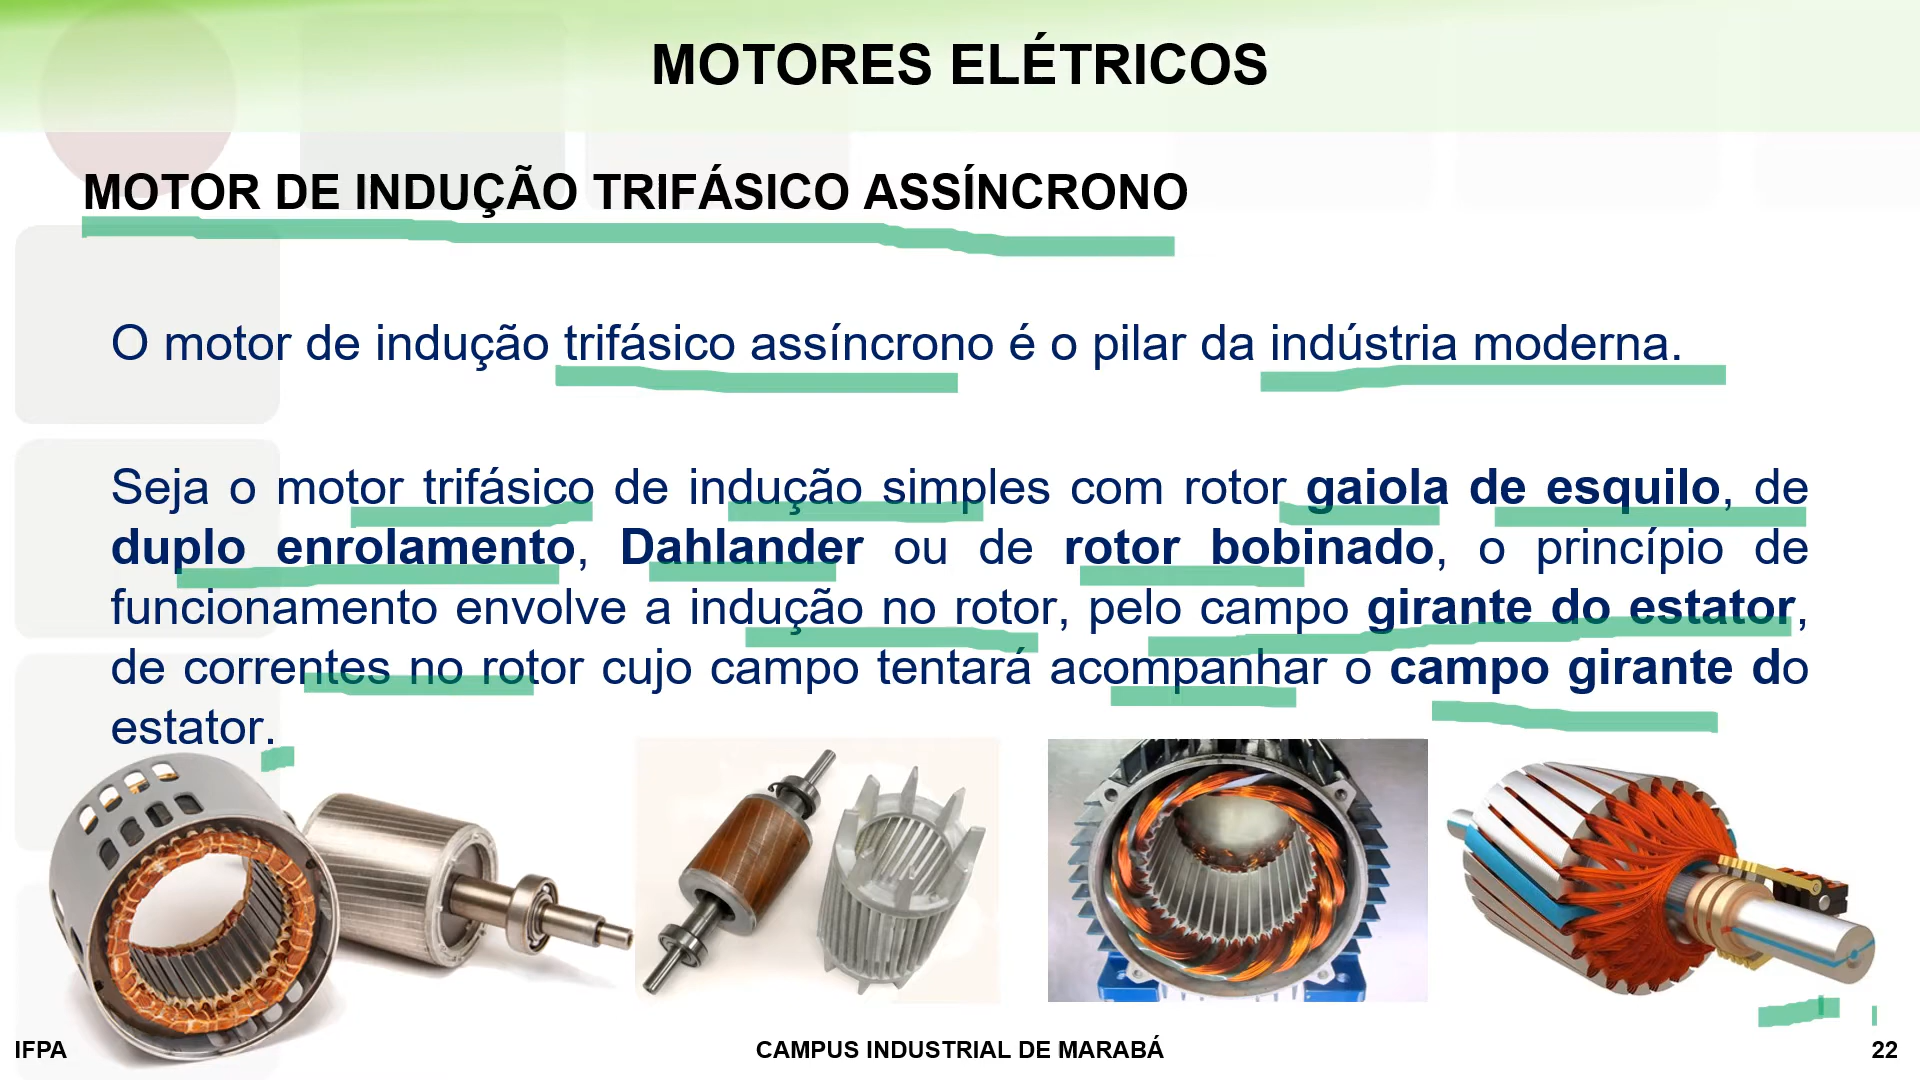 MOTORES ELÉTRICOS
MOTOR DE INDUÇÃO TRIFÁSICO ASSÍNCRONO
O motor de indução trifásico assíncrono é o pilar da indústria moderna.
Seja o motor trifásico de indução simples com rotor gaiola de esquilo, de
duplo enrolamento, Dahlander ou de rotor bobinado, o princípio de
funcionamento envolve a indução no rotor, pelo campo girante do estator,
de correntes no rotor cujo campo tentará acompanhar o campo girante do
estator.
IFPA
CAMPUS INDUSTRIAL DE MARABÁ
22